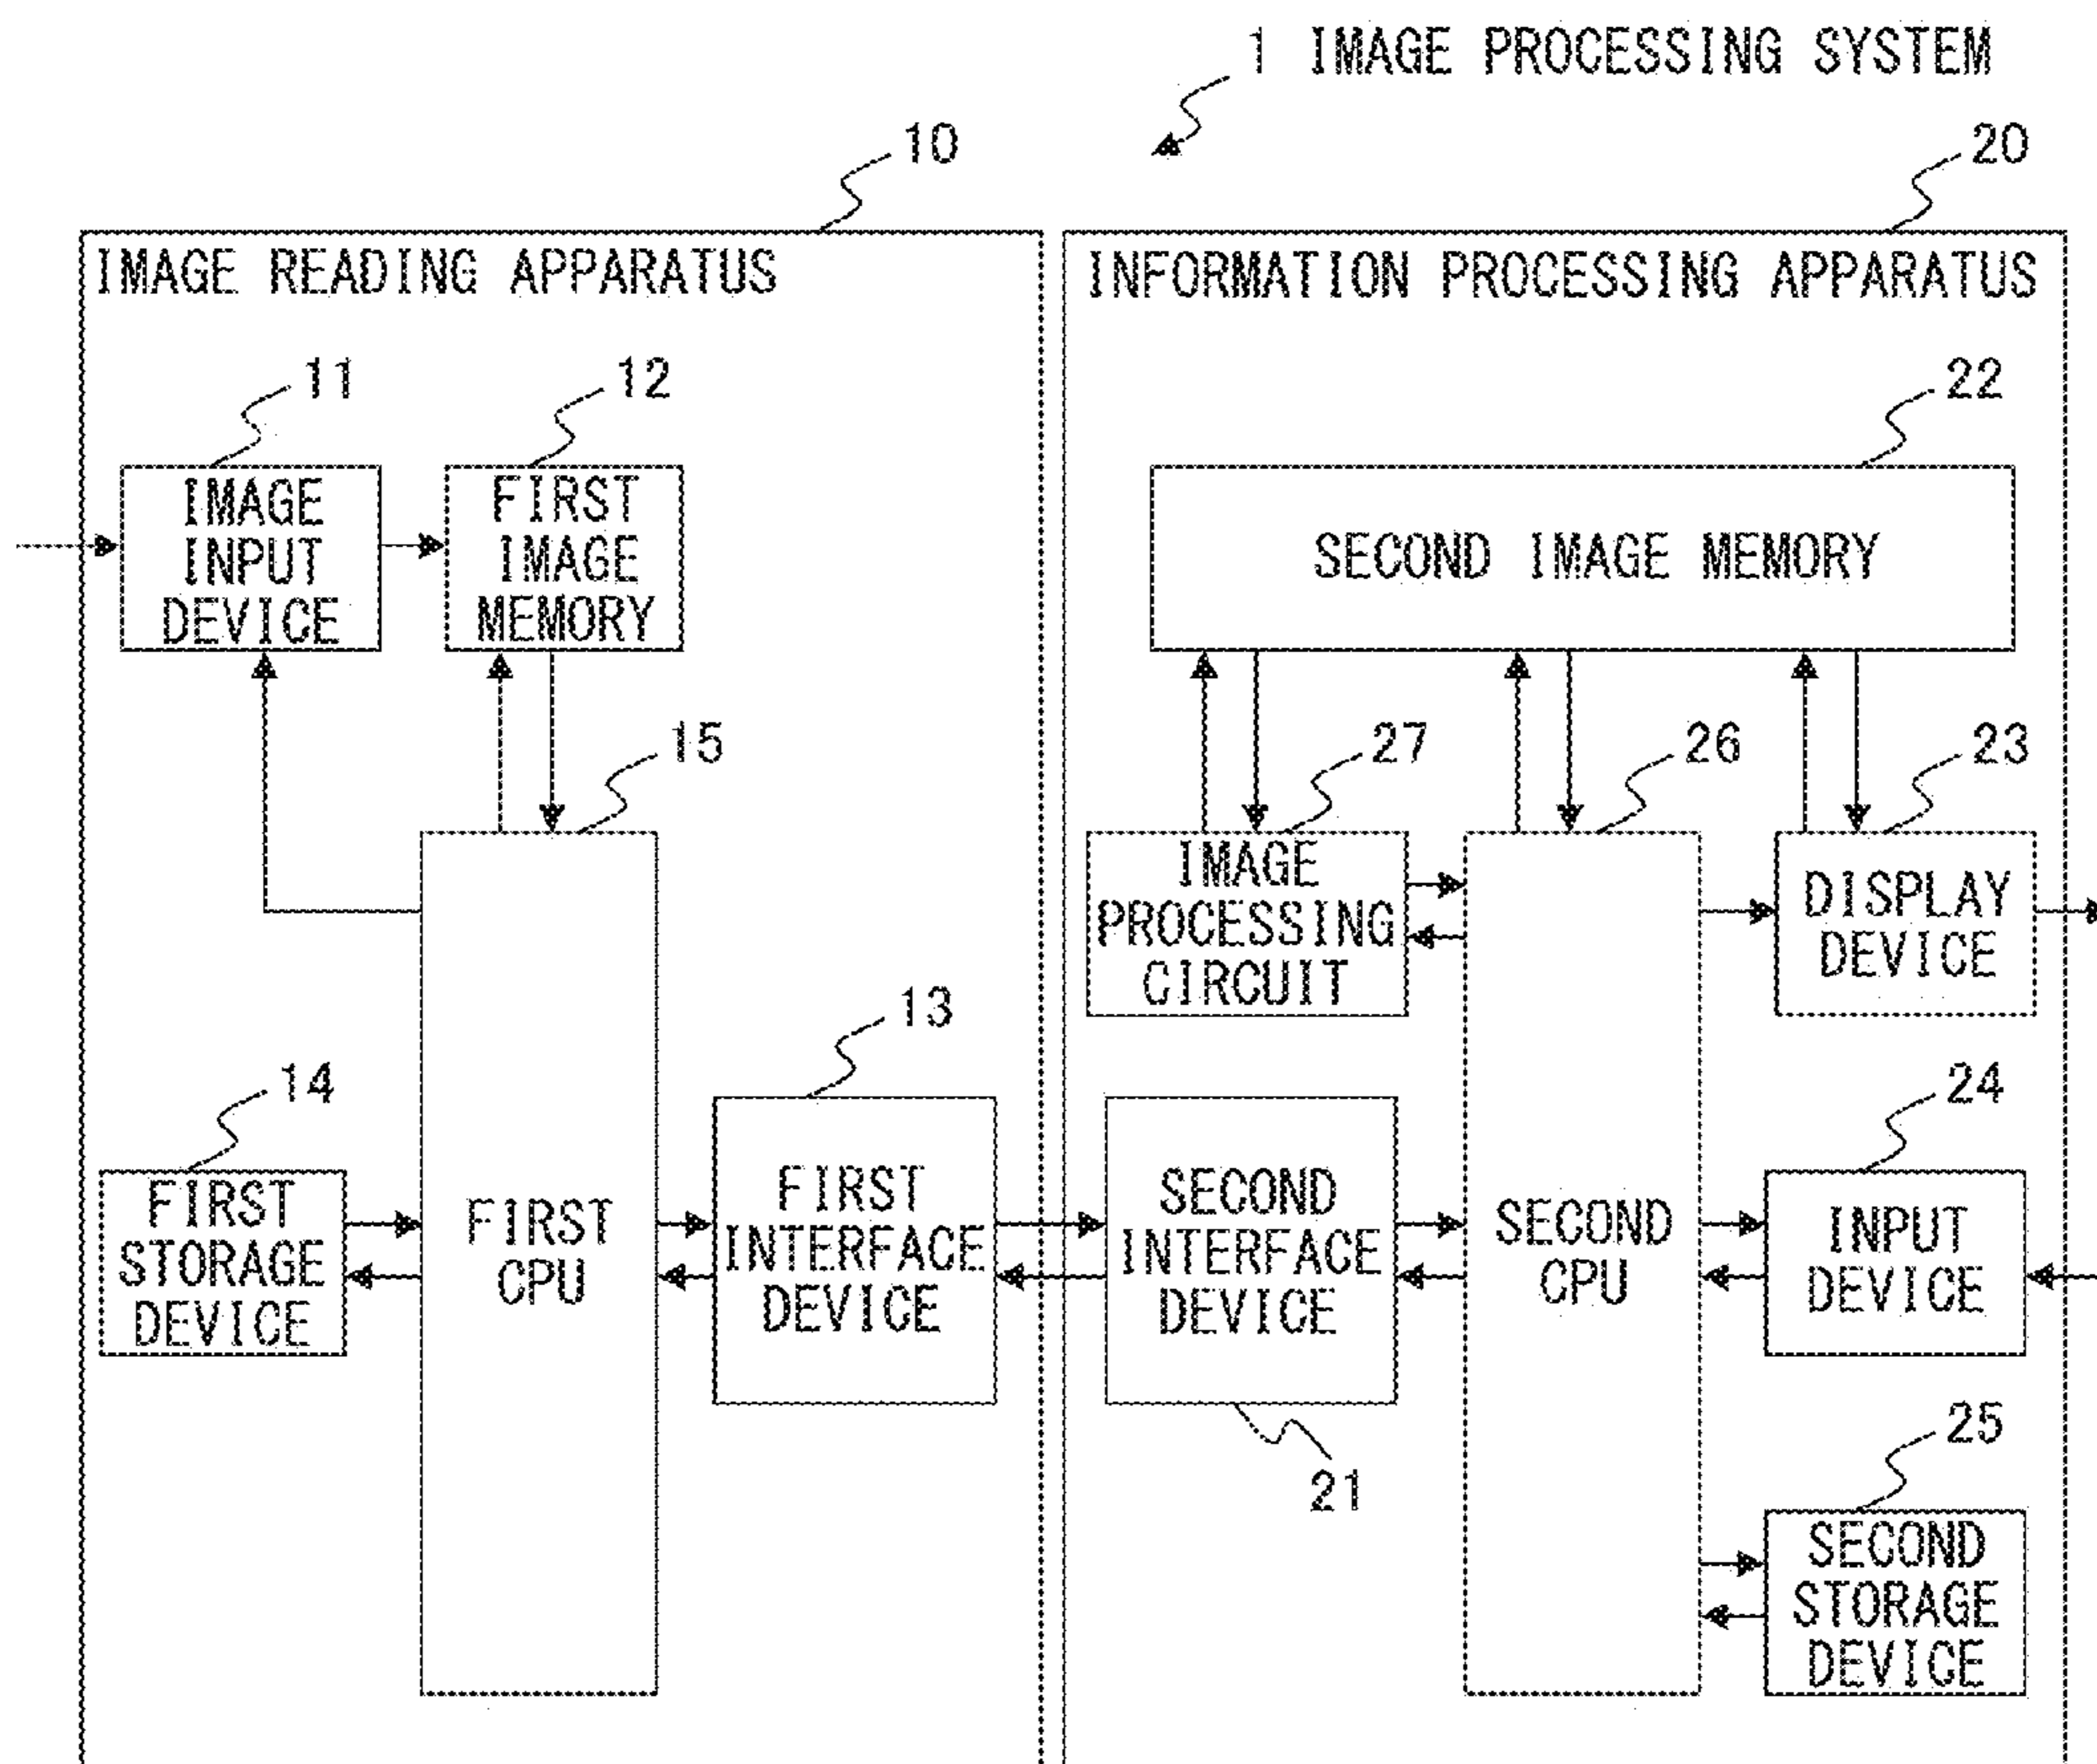 1 IMAGE PROCESSING SYSTEM
10
20
IMAGE READING APPARATUS
INFORMATION PROCESSING APPARATUS
11
12
22
IMAGE
INPUT
DEVICE
FIRST
IMAGE
MEMORY
SECOND IMAGE MEMORY
15
27
26
23
IMAGE
PROCESSING
CIRCUIT
DISPLAY
DEVICE
13
14
24
FIRST
STORAGE
DEVICE
FIRST
CPU
FIRST
INTERFACE
DEVICE
SECOND
INTERFACE
DEVICE
SECOND
CPU
INPUT
DEVICE
21
25
SECOND
STORAGE
DEVICE